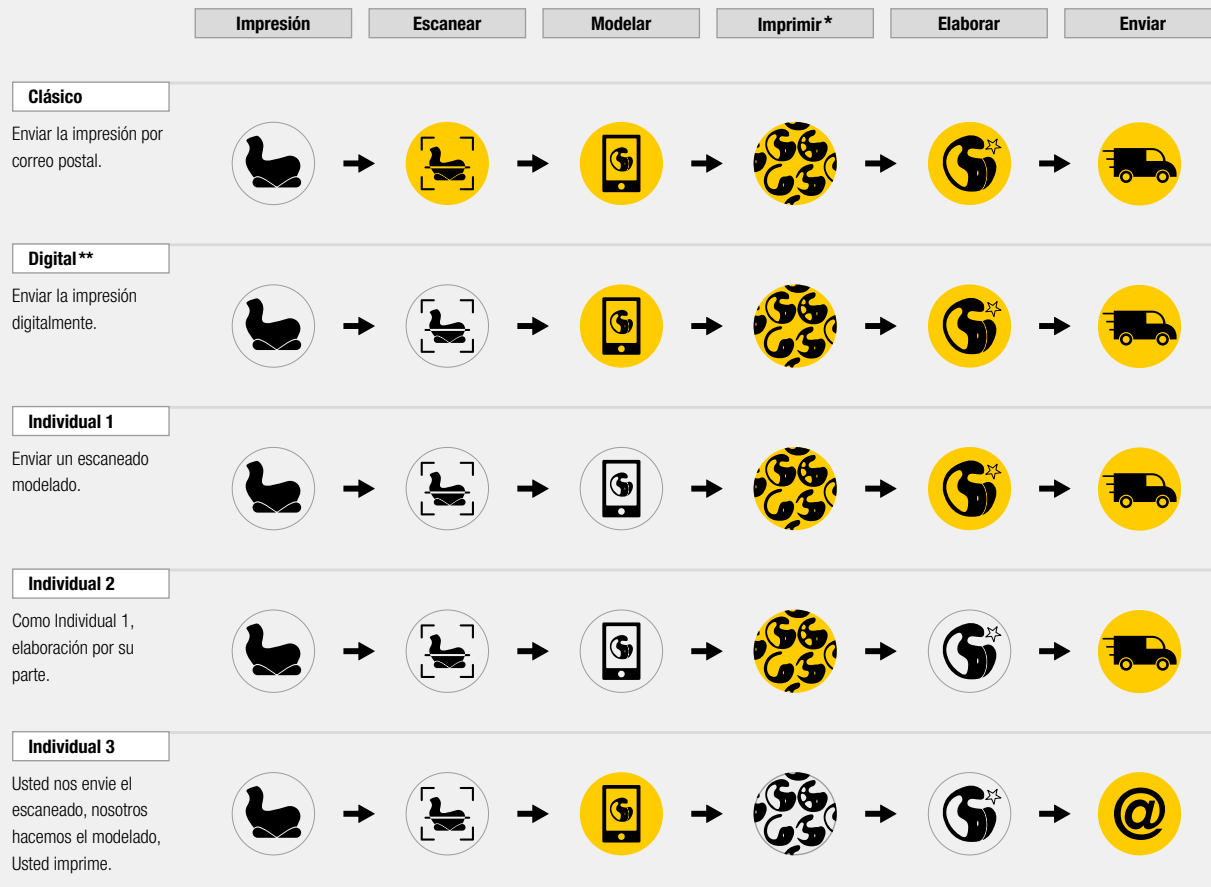 Impresión Escanear Modelar Imprimir* Elaborar Enviar
Clásico
Enviar la impresión por
correo postal.
Digital**
Enviar la impresión
digitalmente.
Individual 1
Enviar un escaneado
modelado.
Individual 2
Como Individual 1,
elaboración por su
parte.
Individual 3
Usted nos envie el
escaneado, nosotros
hacemos el modelado,
Usted imprime.
@